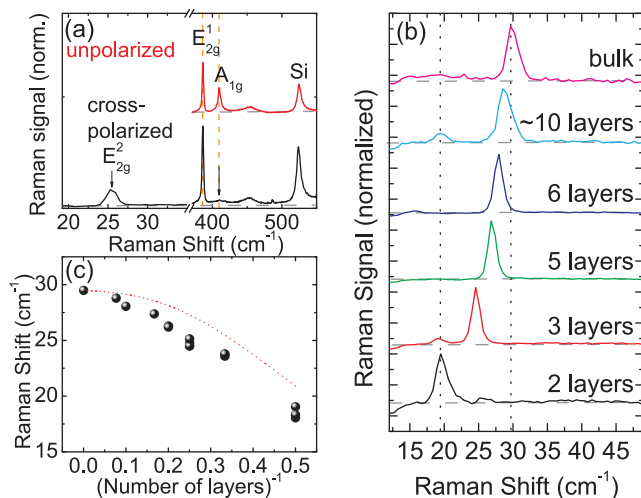 (a)
unpolarized
E¹2g
A1g
Si
cross-
polarized
E²2g
Raman signal (norm.)
20 25 30 400 500
Raman Shift (cm⁻¹)
(b)
bulk
~10 layers
6 layers
5 layers
3 layers
2 layers
Raman Signal (normalized)
15 20 25 30 35 40 45
Raman Shift (cm⁻¹)
(c)
Raman Shift (cm⁻¹)
30
25
20
15
0.0 0.1 0.2 0.3 0.4 0.5
(Number of layers)⁻¹